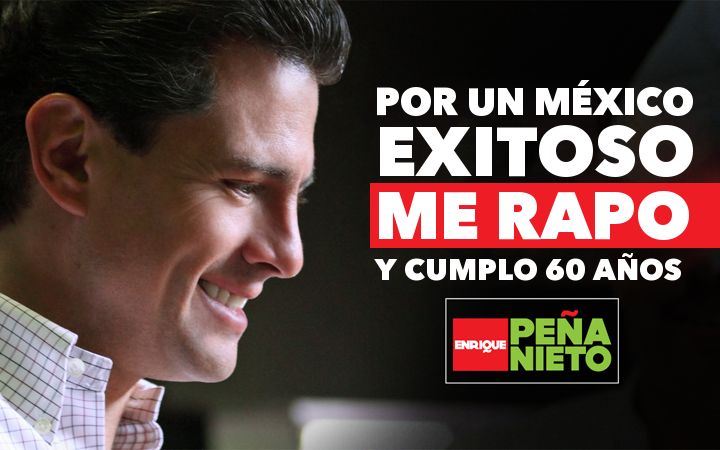 POR UN MÉXICO
EXITOSO
ME RAPO
Y CUMPLO 60 AÑOS
ENRIQUE
PEÑA
NIETO